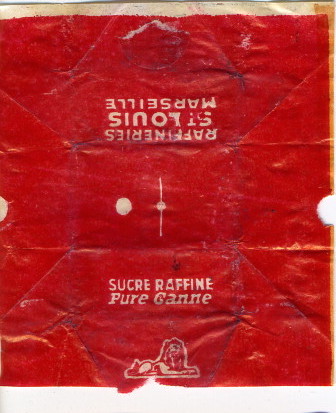 RAFFINERIES
ST LOUIS
MARSEILLE
SUCRE RAFFINE
Pure Canne